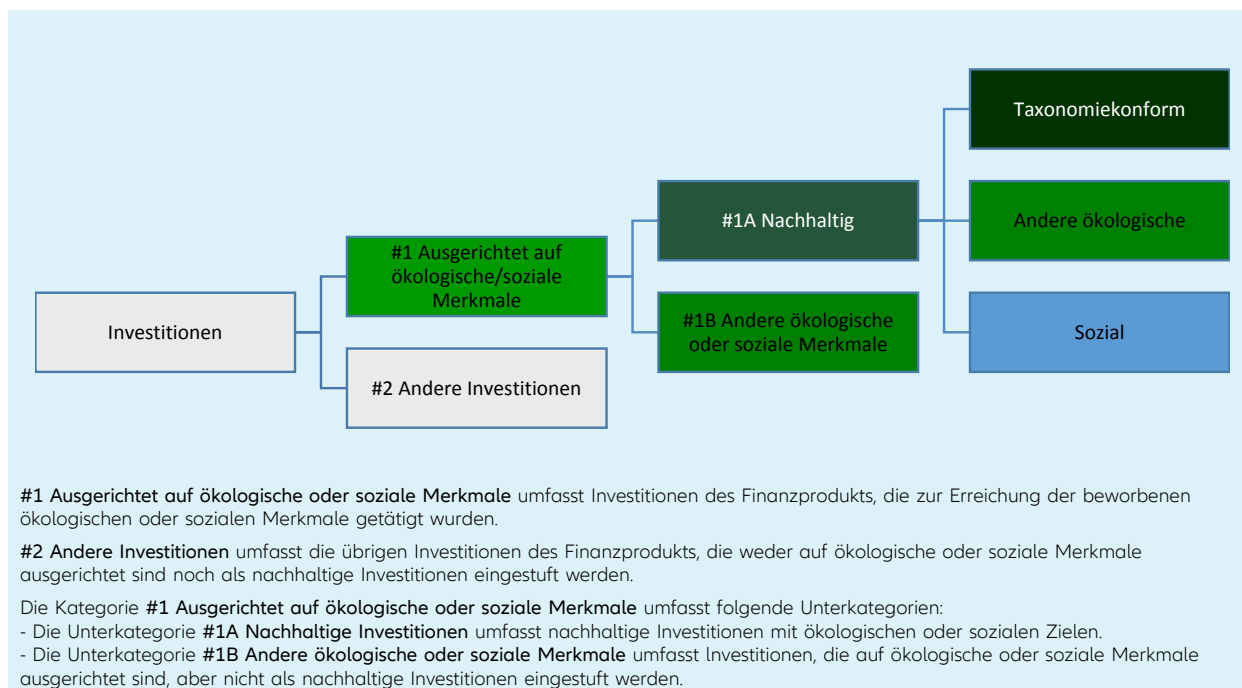 Taxonomiekonform
#1A Nachhaltig
Andere ökologische
#1 Ausgerichtet auf
ökologische/soziale
Merkmale
Investitionen
#1B Andere ökologische
oder soziale Merkmale
Sozial
#2 Andere Investitionen
#1 Ausgerichtet auf ökologische oder soziale Merkmale umfasst Investitionen des Finanzprodukts, die zur Erreichung der beworbenen
ökologischen oder sozialen Merkmale getätigt wurden.
#2 Andere Investitionen umfasst die übrigen Investitionen des Finanzprodukts, die weder auf ökologische oder soziale Merkmale
ausgerichtet sind noch als nachhaltige Investitionen eingestuft werden.
Die Kategorie #1 Ausgerichtet auf ökologische oder soziale Merkmale umfasst folgende Unterkategorien:
- Die Unterkategorie #1A Nachhaltige Investitionen umfasst nachhaltige Investitionen mit ökologischen oder sozialen Zielen.
- Die Unterkategorie #1B Andere ökologische oder soziale Merkmale umfasst lnvestitionen, die auf ökologische oder soziale Merkmale
ausgerichtet sind, aber nicht als nachhaltige Investitionen eingestuft werden.